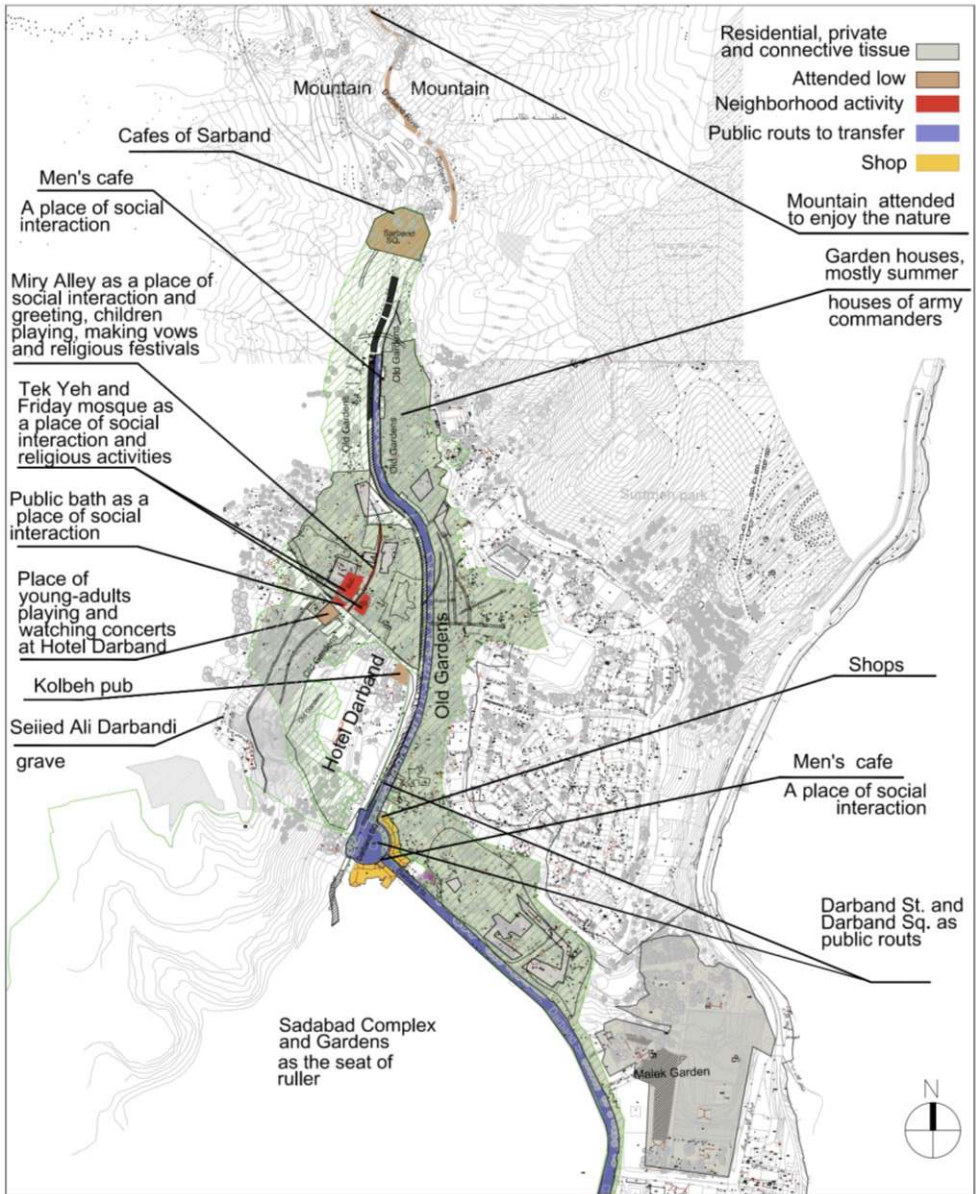 Residential, private
and connective tissue
Attended low
Neighborhood activity
Public routs to transfer
Shop
Mountain
Mountain
Cafes of Sarband
Men's cafe
A place of social
interaction
Sarband
SQ.
Mountain attended
to enjoy the nature
Garden houses,
mostly summer
houses of army
commanders
Miry Alley as a place of
social interaction and
greeting, children
playing, making vows
and religious festivals
Old Gardens
Old Gardens
Old Gardens
Tek Yeh and
Friday mosque as
a place of social
interaction and
religious activities
Public bath as a
place of social
interaction
Place of
young-adults
playing and
watching concerts
at Hotel Darband
Kolbeh pub
Seiied Ali Darbandi
grave
Hotel Darband
Old Gardens
Old Gardens
Shops
Men's cafe
A place of social
interaction
Darband St. and
Darband Sq. as
public routs
Sadabad Complex
and Gardens
as the seat of
ruller
Malek Garden
N